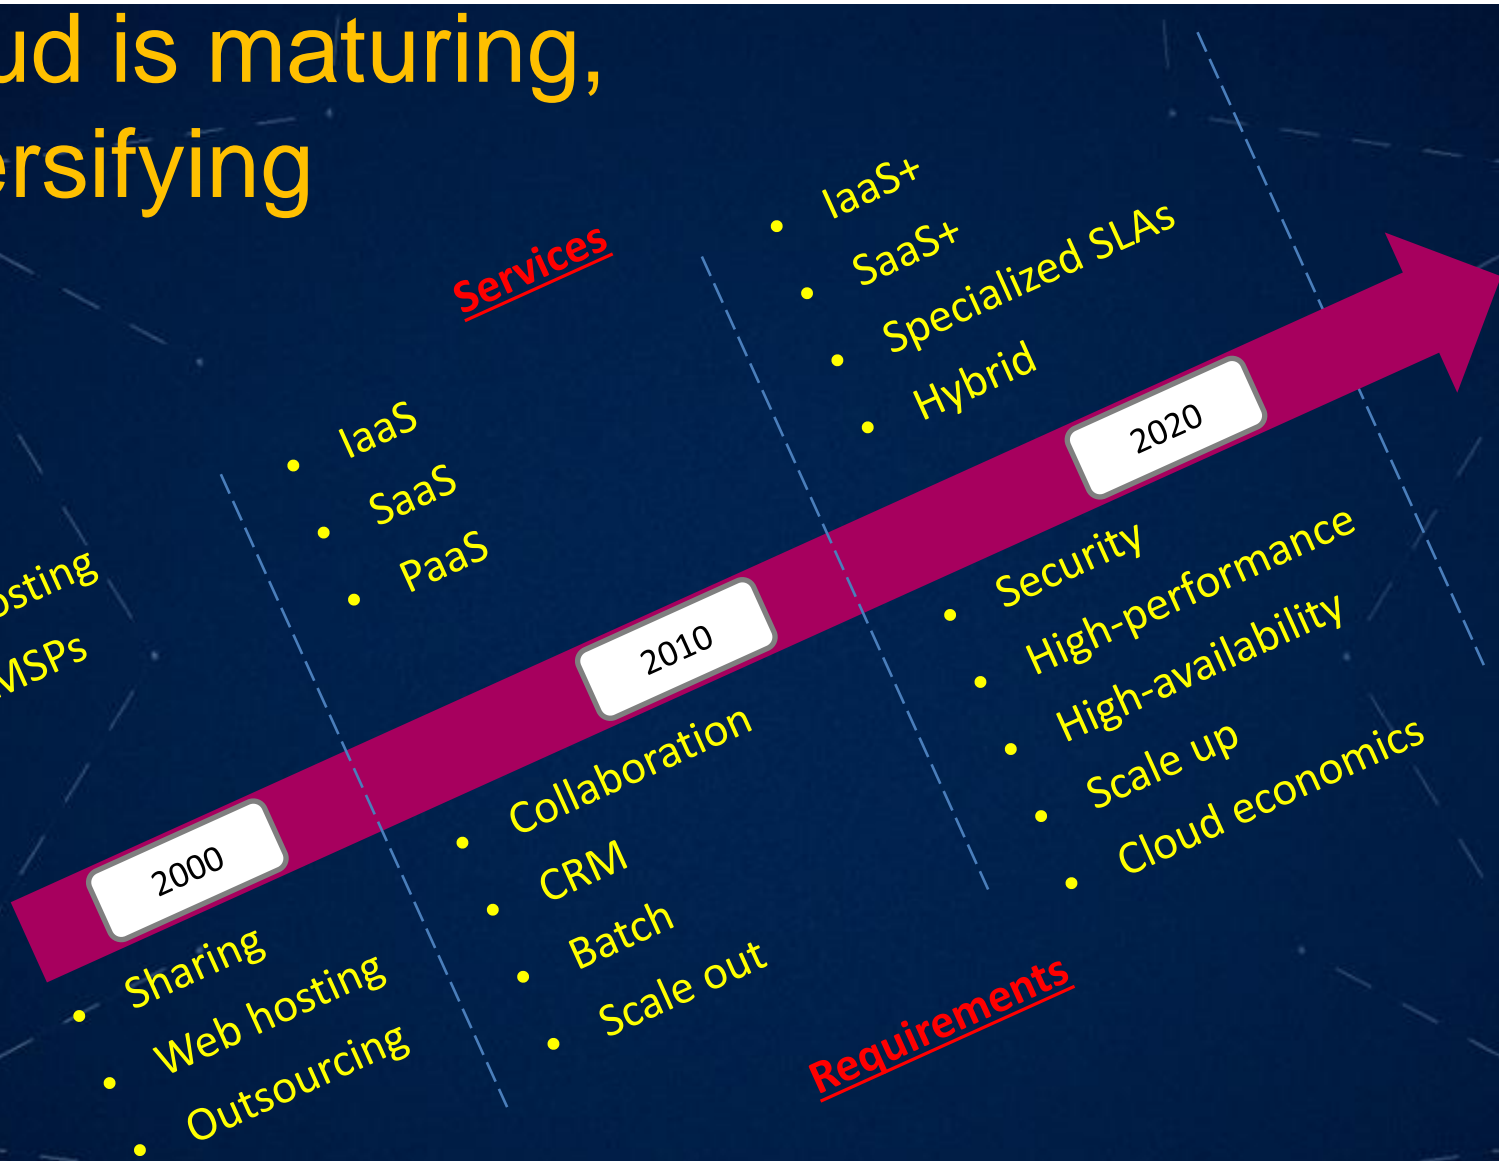 ud is maturing,
ersifying
Services
osting
MSPs
IaaS
SaaS
PaaS
IaaS+
SaaS+
Specialized SLAs
Hybrid
2000
2010
2020
Sharing
Web hosting
Outsourcing
Collaboration
CRM
Batch
Scale out
Security
High-performance
High-availability
Scale up
Cloud economics
Requirements